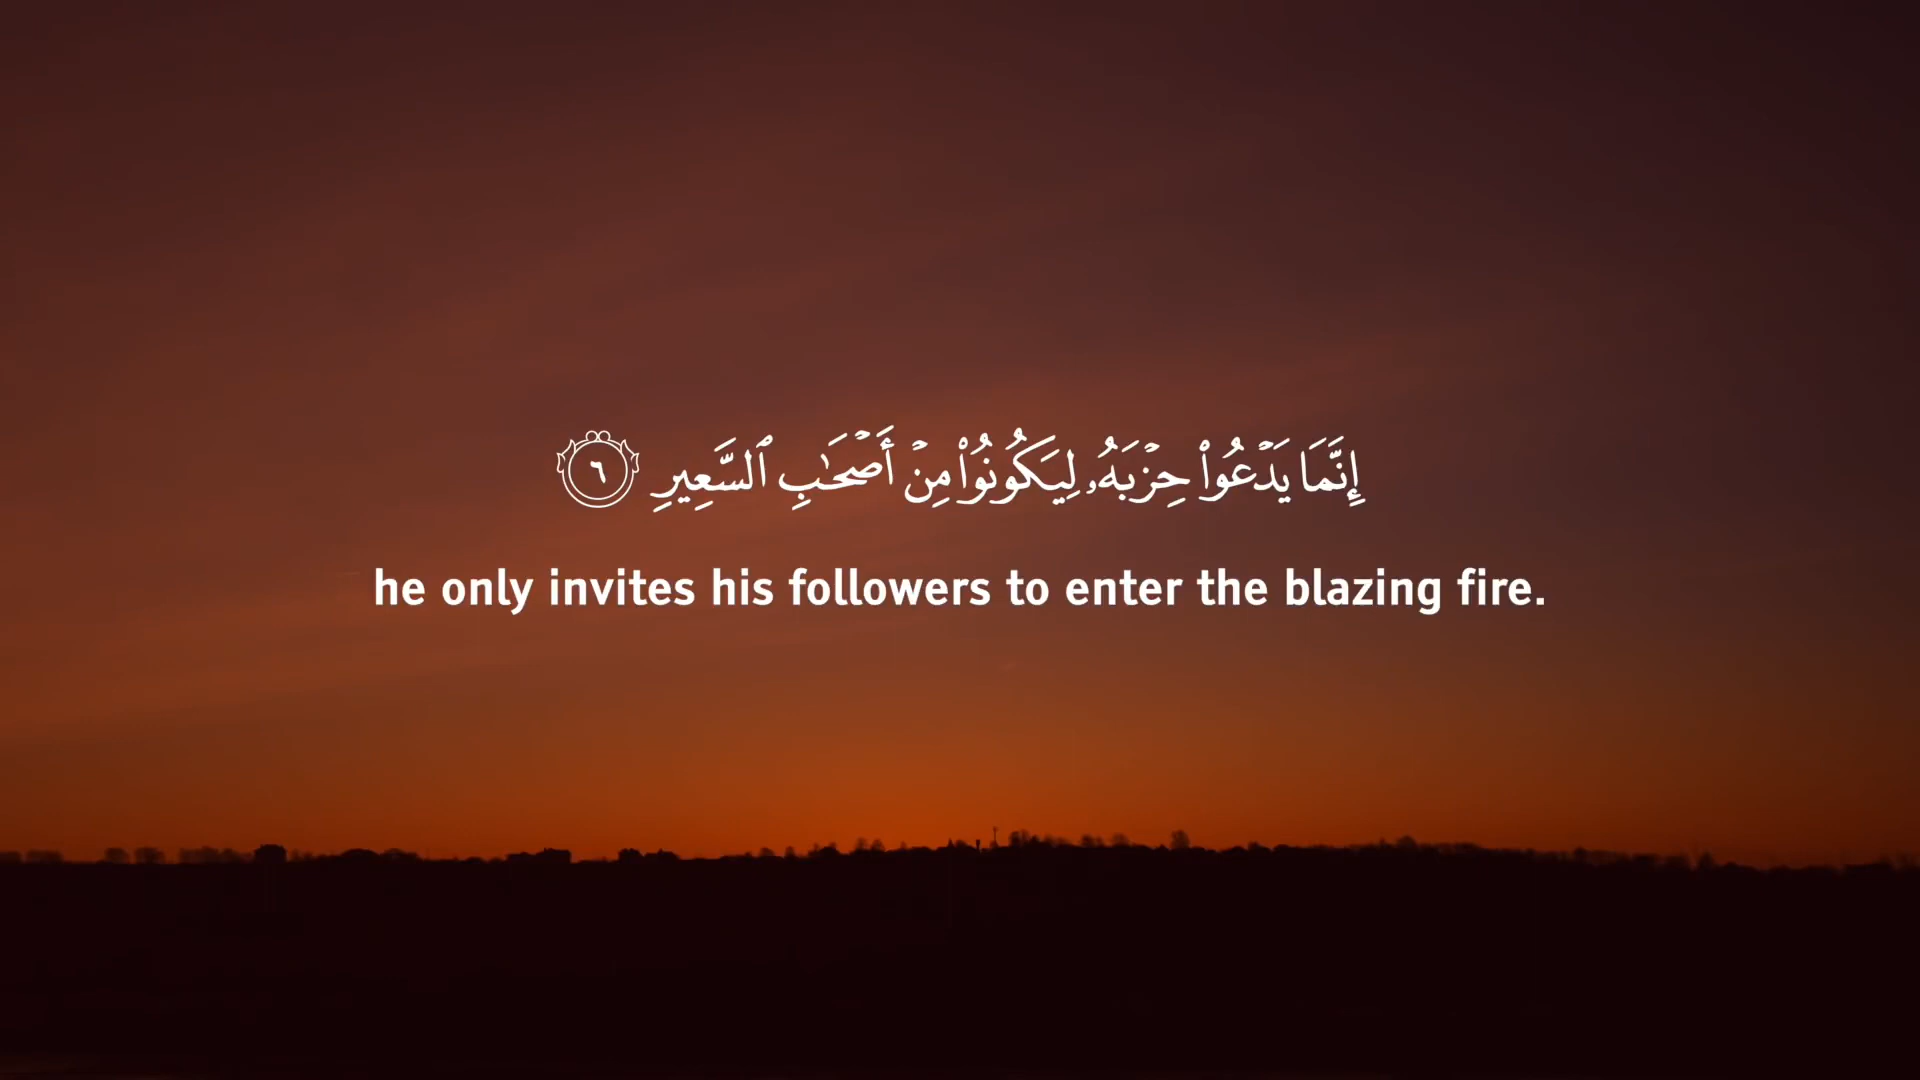 إِنَّمَا يَدْعُوا۟ حِزْبَهُۥ لِيَكُونُوا۟ مِنْ أَصْحَـٰبِ ٱلسَّعِيرِ ٦
he only invites his followers to enter the blazing fire.